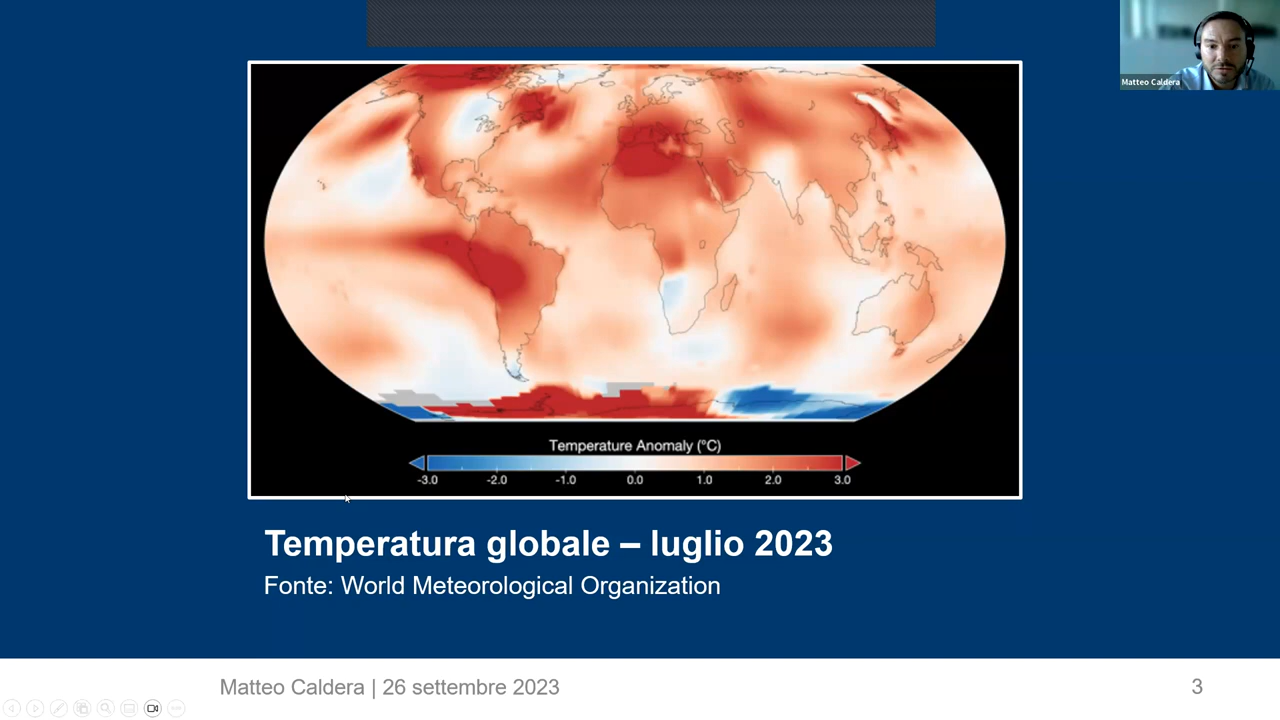 Matteo Caldera
Temperature Anomaly (°C)
-3.0 -2.0 -1.0 0.0 1.0 2.0 3.0
Temperatura globale – luglio 2023
Fonte: World Meteorological Organization
Matteo Caldera | 26 settembre 2023
3